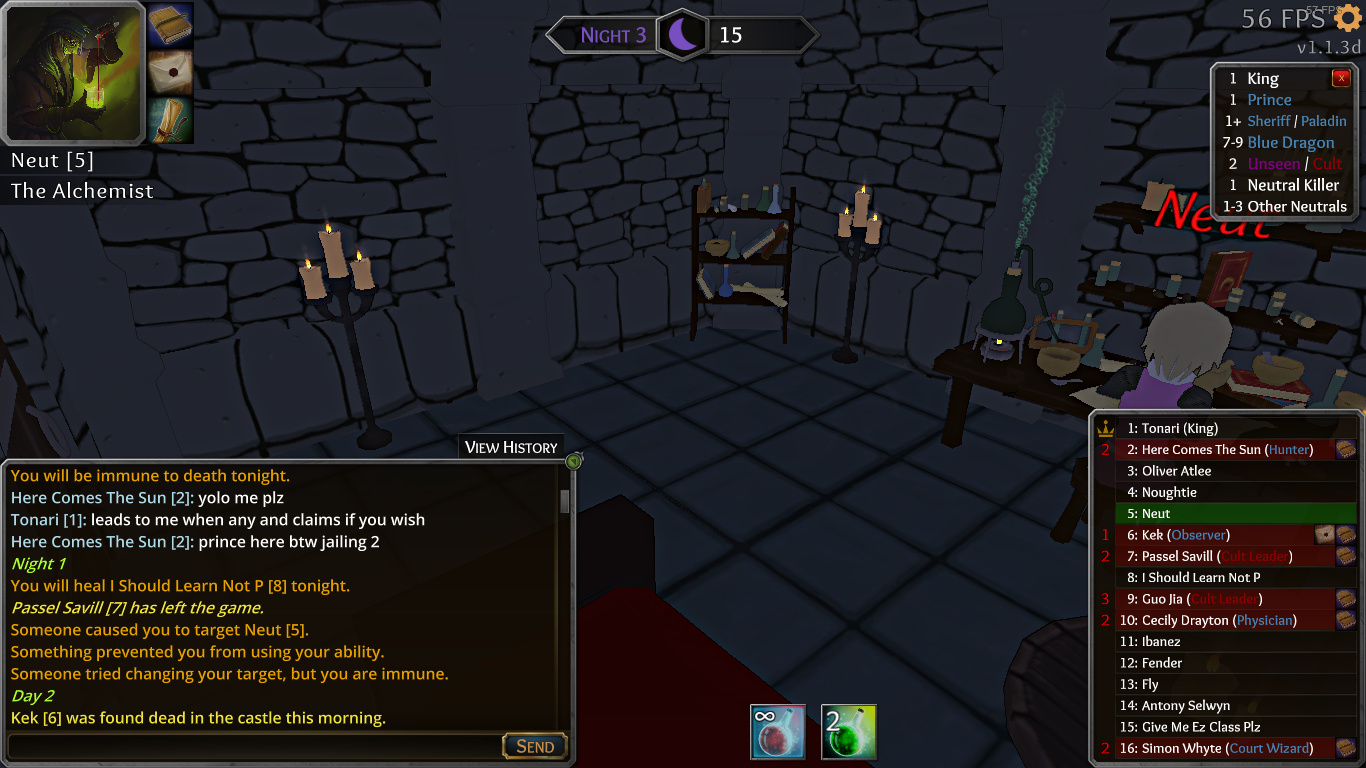 Neut [5]
The Alchemist
NIGHT 3
15
57 FPS
56 FPS
v1.1.3d
1 King x
1 Prince
1+ Sheriff / Paladin
7-9 Blue Dragon
2 Unseen / Cult
1 Neutral Killer
1-3 Other Neutrals
Neut
VIEW HISTORY
You will be immune to death tonight.
Here Comes The Sun [2]: yolo me plz
Tonari [1]: leads to me when any and claims if you wish
Here Comes The Sun [2]: prince here btw jailing 2
Night 1
You will heal I Should Learn Not P [8] tonight.
Passel Savill [7] has left the game.
Someone caused you to target Neut [5].
Something prevented you from using your ability.
Someone tried changing your target, but you are immune.
Day 2
Kek [6] was found dead in the castle this morning.
SEND
∞
2
1: Tonari (King)
2 2: Here Comes The Sun (Hunter)
3: Oliver Atlee
4: Noughtie
5: Neut
1 6: Kek (Observer)
2 7: Passel Savill (Cult Leader)
8: I Should Learn Not P
3 9: Guo Jia (Cult Leader)
2 10: Cecily Drayton (Physician)
11: Ibanez
12: Fender
13: Fly
14: Antony Selwyn
15: Give Me Ez Class Plz
2 16: Simon Whyte (Court Wizard)